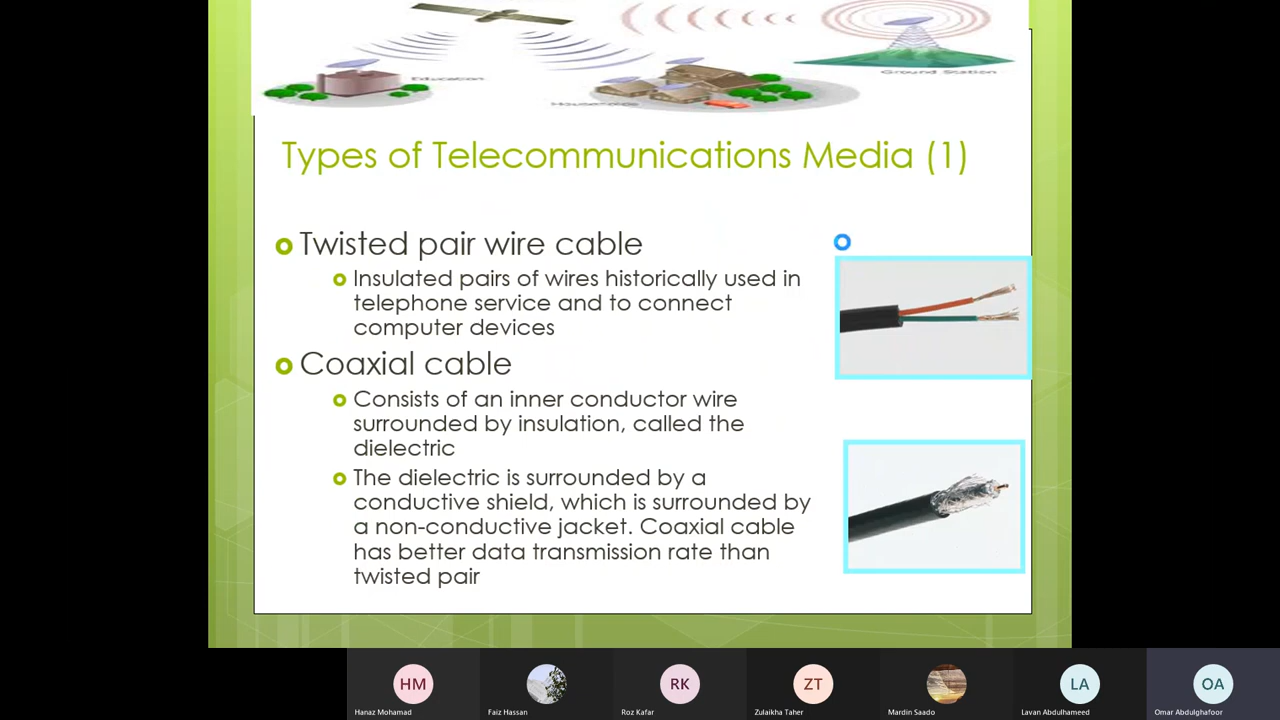 Education
Ground Station
Types of Telecommunications Media (1)
Twisted pair wire cable
Insulated pairs of wires historically used in
telephone service and to connect
computer devices
Coaxial cable
Consists of an inner conductor wire
surrounded by insulation, called the
dielectric
The dielectric is surrounded by a
conductive shield, which is surrounded by
a non-conductive jacket. Coaxial cable
has better data transmission rate than
twisted pair
HM
RK
ZT
LA
OA
Hanaz Mohamad
Faiz Hassan
Roz Kafar
Zulaikha Taher
Mardin Saado
Lavan Abdulhameed
Omar Abdulghafoor